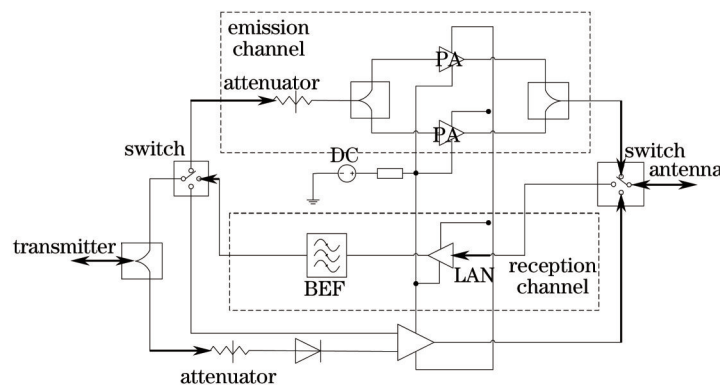 emission
channel
attenuator
PA
PA
DC
switch
switch
antenna
transmitter
BEF
LAN
reception
channel
attenuator